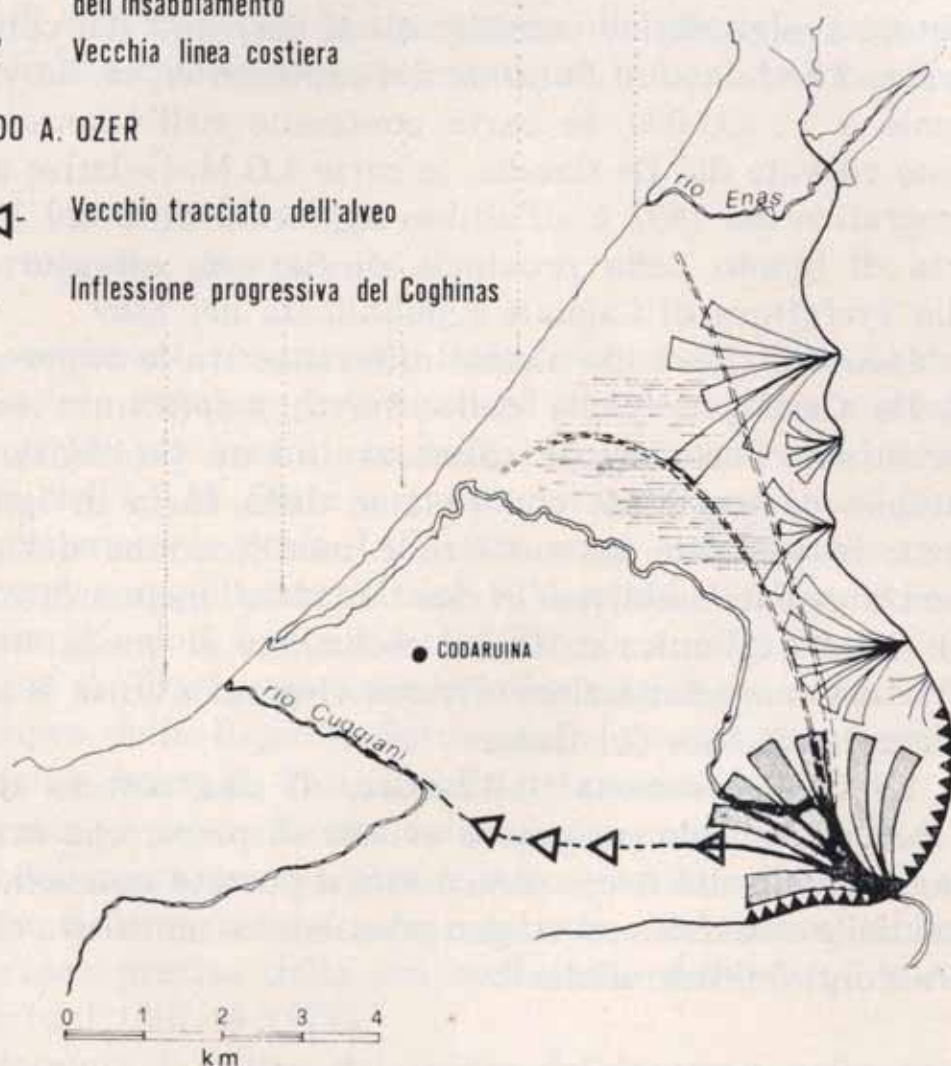 dell'insabbiamento
Vecchia linea costiera
DO A. OZER
Vecchio tracciato dell'alveo
Inflessione progressiva del Coghinas
rio Enas
CODARUINA
rio Cuggiani
0 1 2 3 4
km